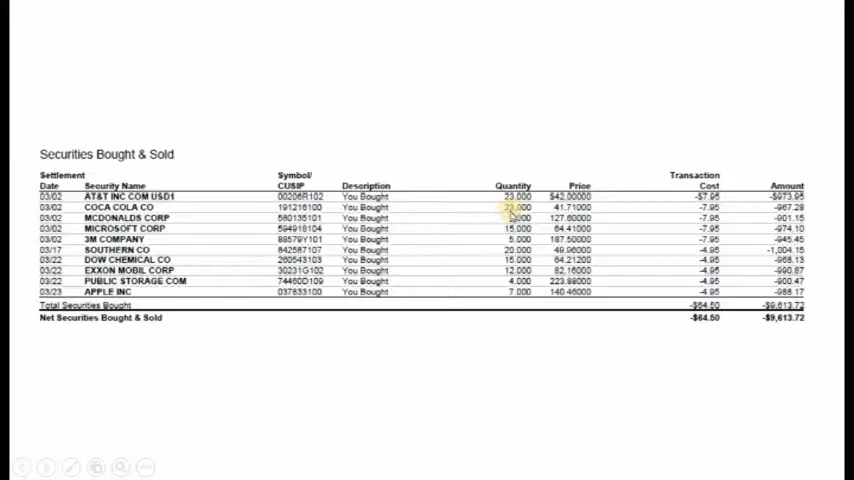 Securities Bought & Sold
Settlement Symbol/ Transaction
Date Security Name CUSIP Description Quantity Price Cost Amount
03/02 AT&T INC COM USD1 00206R102 You Bought 23.000 $42.00000 -$7.95 -$973.95
03/02 COCA COLA CO 191216100 You Bought 23.000 41.71000 -7.95 -967.28
03/02 MCDONALDS CORP 580135101 You Bought 127.60000 -7.95 -901.15
03/02 MICROSOFT CORP 594918104 You Bought 15.000 64.41000 -7.95 -974.10
03/02 3M COMPANY 88579Y101 You Bought 5.000 187.50000 -7.95 -945.45
03/17 SOUTHERN CO 842587107 You Bought 20.000 49.96000 -4.95 -1,004.15
03/22 DOW CHEMICAL CO 260543103 You Bought 15.000 64.21200 -4.95 -968.13
03/22 EXXON MOBIL CORP 30231G102 You Bought 12.000 82.16000 -4.95 -990.87
03/22 PUBLIC STORAGE COM 74460D109 You Bought 4.000 223.88000 -4.95 -900.47
03/23 APPLE INC 037833100 You Bought 7.000 140.46000 -4.95 -988.17
Total Securities Bought -$64.50 -$9,613.72
Net Securities Bought & Sold -$64.50 -$9,613.72